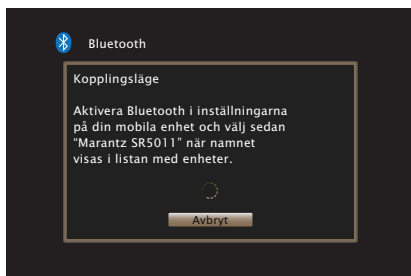 Bluetooth
Kopplingsläge
Aktivera Bluetooth i inställningarna
på din mobila enhet och välj sedan
“Marantz SR5011” när namnet
visas i listan med enheter.
Avbryt